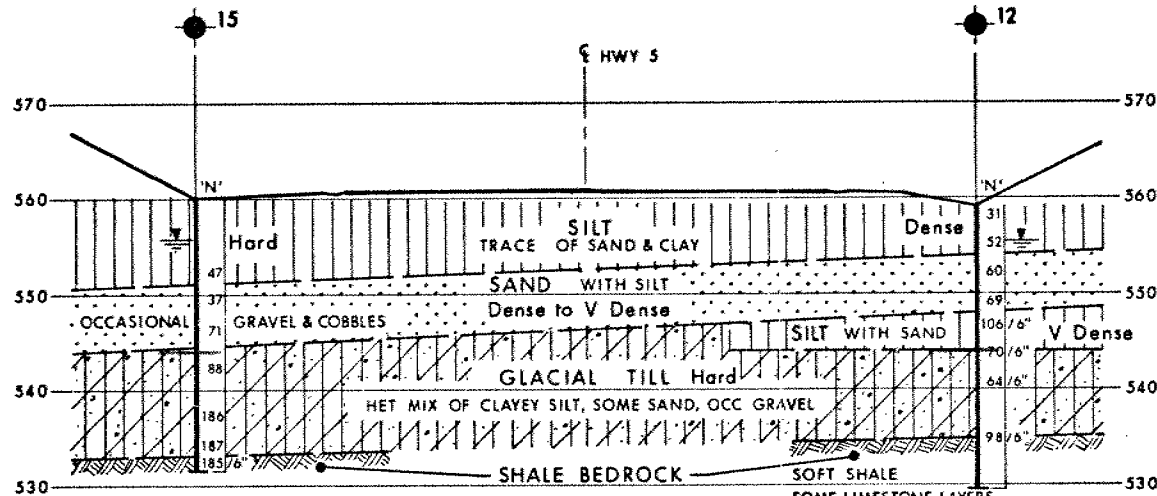 15
12
℄ HWY 5
570
570
'N'
'N'
560
560
31
Hard
SILT
Dense
TRACE OF SAND & CLAY
52
47
60
SAND WITH SILT
550
550
37
69
Dense to V Dense
OCCASIONAL GRAVEL & COBBLES
106/6"
71
SILT WITH SAND
V Dense
70/6"
88
GLACIAL TILL Hard
64/6"
540
540
HET MIX OF CLAYEY SILT, SOME SAND, OCC GRAVEL
186
98/6"
187
185/6"
SHALE BEDROCK
SOFT SHALE
530
530
SOME LIMESTONE LAYERS